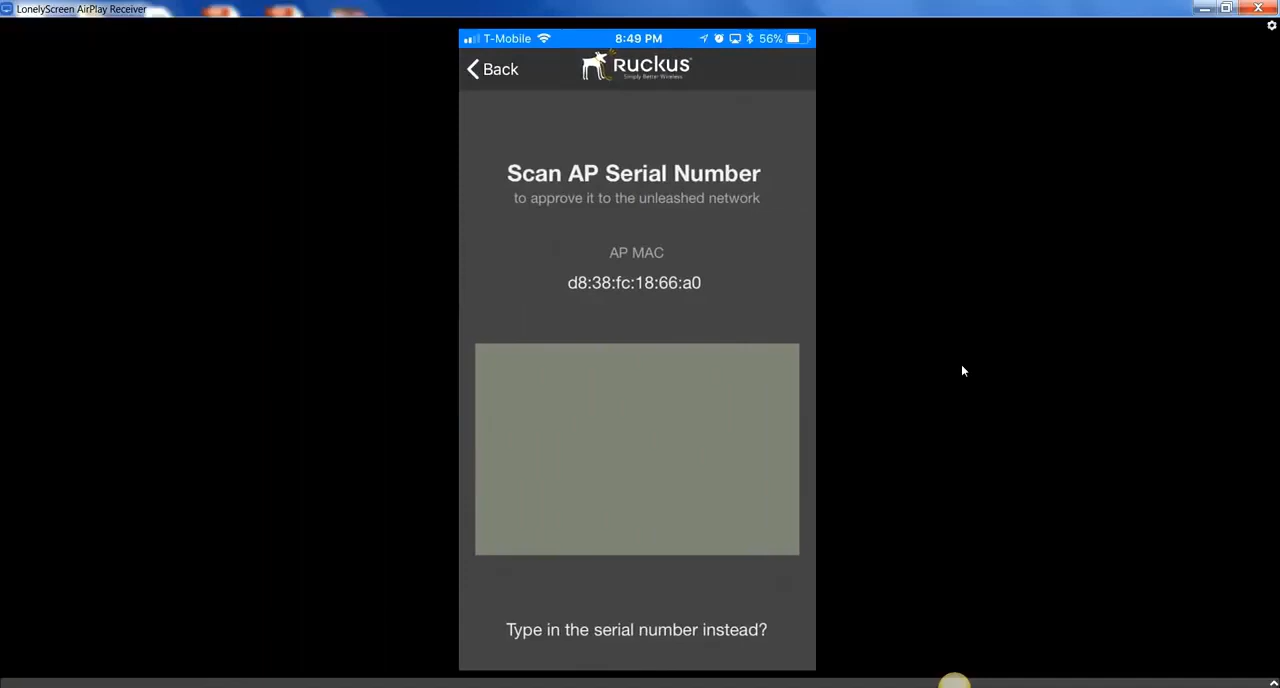 LonelyScreen AirPlay Receiver
T-Mobile 8:49 PM 56%
Back
RUCKUS
Simply Better Wireless
Scan AP Serial Number
to approve it to the unleashed network
AP MAC
d8:38:fc:18:66:a0
Type in the serial number instead?